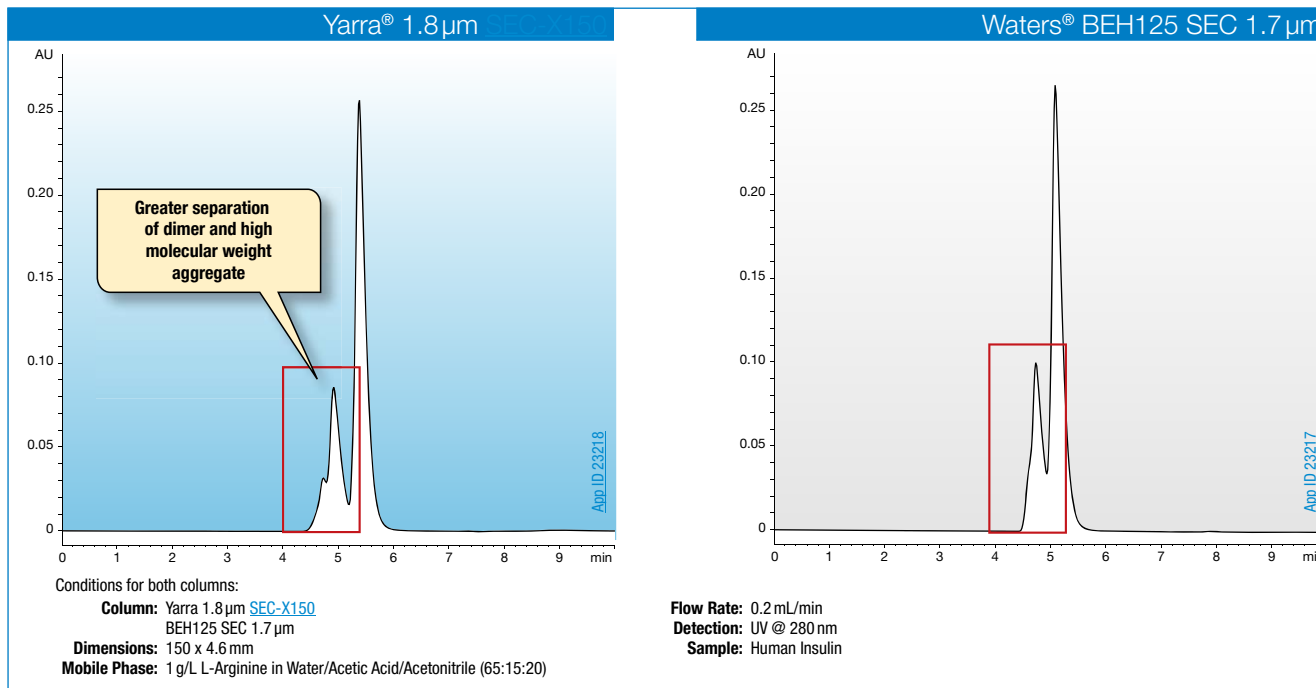 Yarra® 1.8 µm SEC-X150
Waters® BEH125 SEC 1.7 µm
AU
0.25
0.20
0.15
0.10
0.05
0
0 1 2 3 4 5 6 7 8 9 min
Greater separation
of dimer and high
molecular weight
aggregate
App ID 23218
AU
0.25
0.20
0.15
0.10
0.05
0
0 1 2 3 4 5 6 7 8 9 mi
App ID 23217
Conditions for both columns:
Column: Yarra 1.8 µm SEC-X150
BEH125 SEC 1.7 µm
Dimensions: 150 x 4.6 mm
Mobile Phase: 1 g/L L-Arginine in Water/Acetic Acid/Acetonitrile (65:15:20)
Flow Rate: 0.2 mL/min
Detection: UV @ 280 nm
Sample: Human Insulin